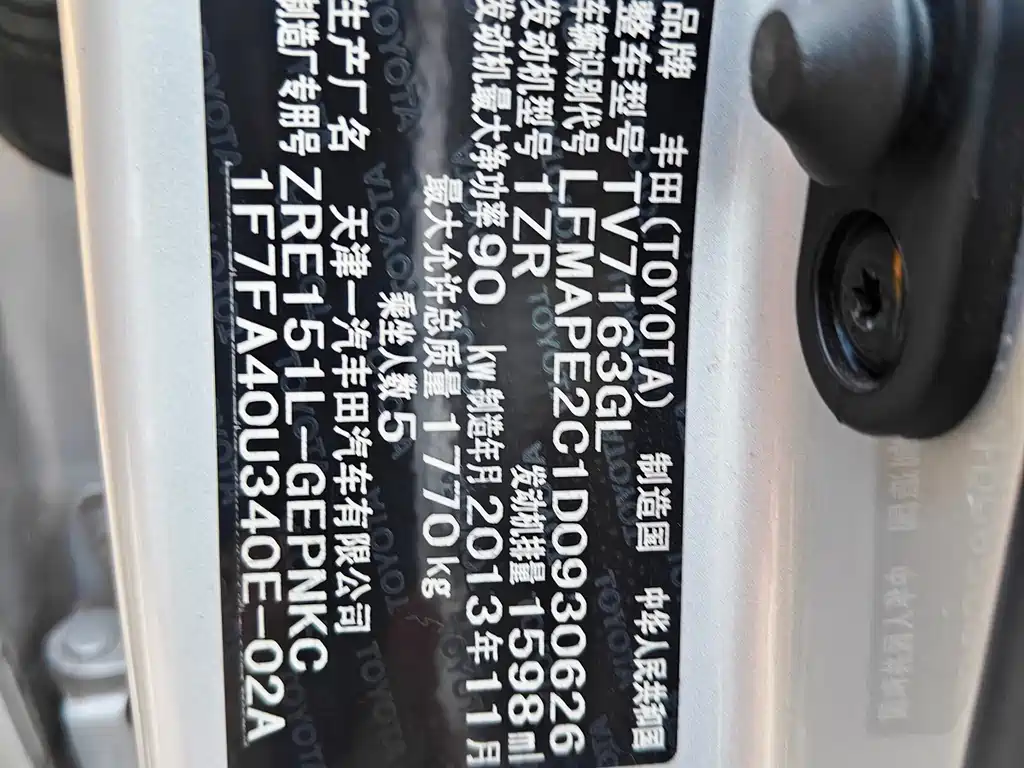 品牌 丰田(TOYOTA) 制造国 中华人民共和国
整车型号 TV7163GL
车辆识别代号 LFMAPE2C1D0930626
发动机型号 1ZR 发动机排量 1598ml
发动机最大净功率 90 kW 制造年月 2013年11月
最大允许总质量 1770kg
乘坐人数 5
生产厂名 天津一汽丰田汽车有限公司
制造厂专用号 ZRE151L-GEPNKC
1F7FA40U340E-02A